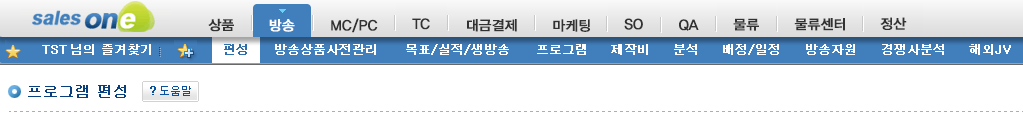 sales one 상품 방송 MC/PC TC 대금결제 마케팅 SO QA 물류 물류센터 정산
TST 님의 즐겨찾기 편성 방송상품사전관리 목표/실적/생방송 프로그램 제작비 분석 배정/일정 방송자원 경쟁사분석 해외JV
프로그램 편성 ?도움말